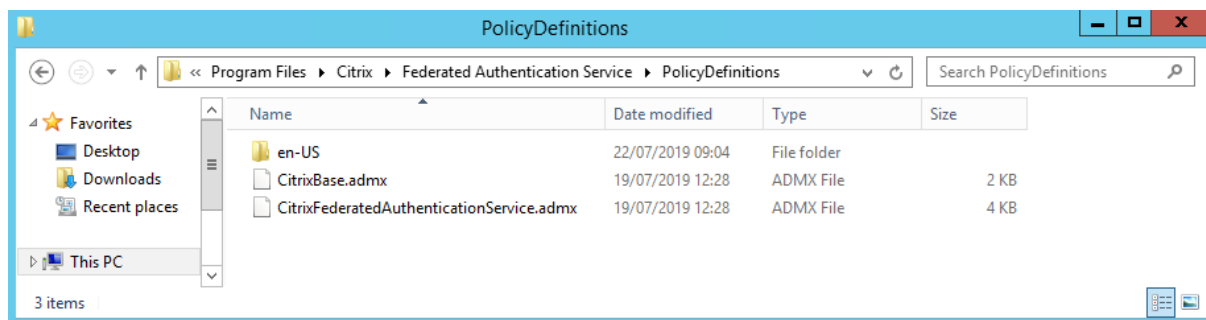 PolicyDefinitions
« Program Files Citrix Federated Authentication Service PolicyDefinitions Search PolicyDefinitions
Favorites
Desktop
Downloads
Recent places
This PC
Name Date modified Type Size
en-US 22/07/2019 09:04 File folder
CitrixBase.admx 19/07/2019 12:28 ADMX File 2 KB
CitrixFederatedAuthenticationService.admx 19/07/2019 12:28 ADMX File 4 KB
3 items